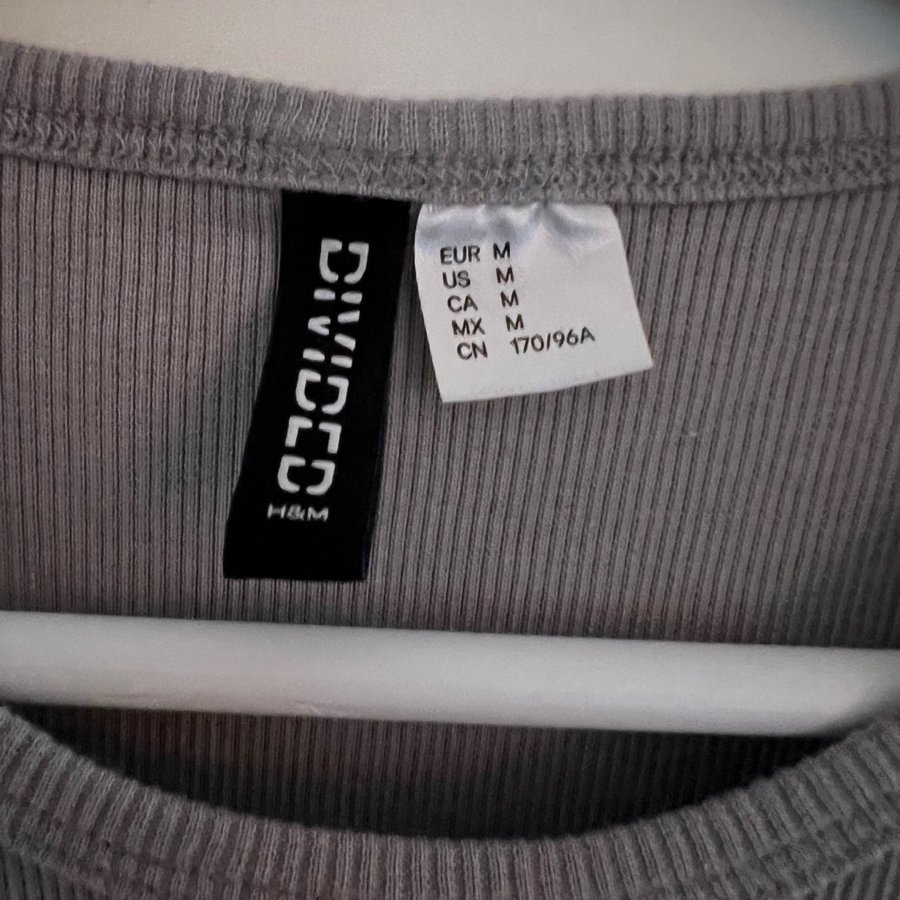 DIVIDED
H&M
EUR M
US M
CA M
MX M
CN 170/96A